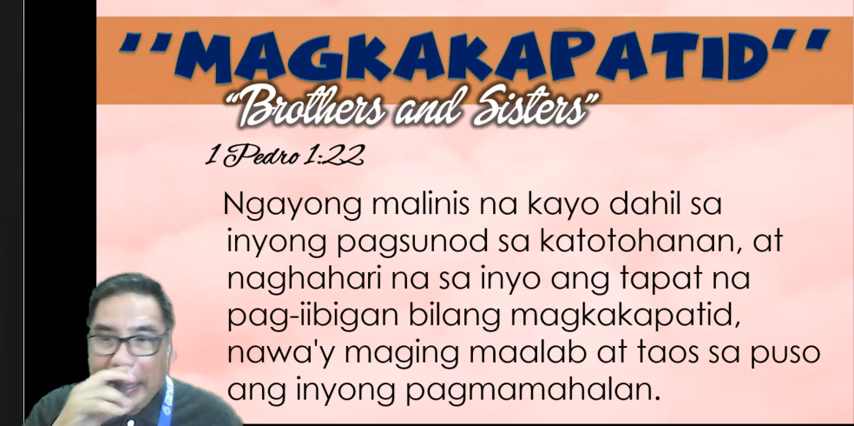 "MAGKAKAPATID"
"Brothers and Sisters"
1 Pedro 1:22
Ngayong malinis na kayo dahil sa
inyong pagsunod sa katotohanan, at
naghahari na sa inyo ang tapat na
pag-iibigan bilang magkakapatid,
nawa'y maging maalab at taos sa puso
ang inyong pagmamahalan.